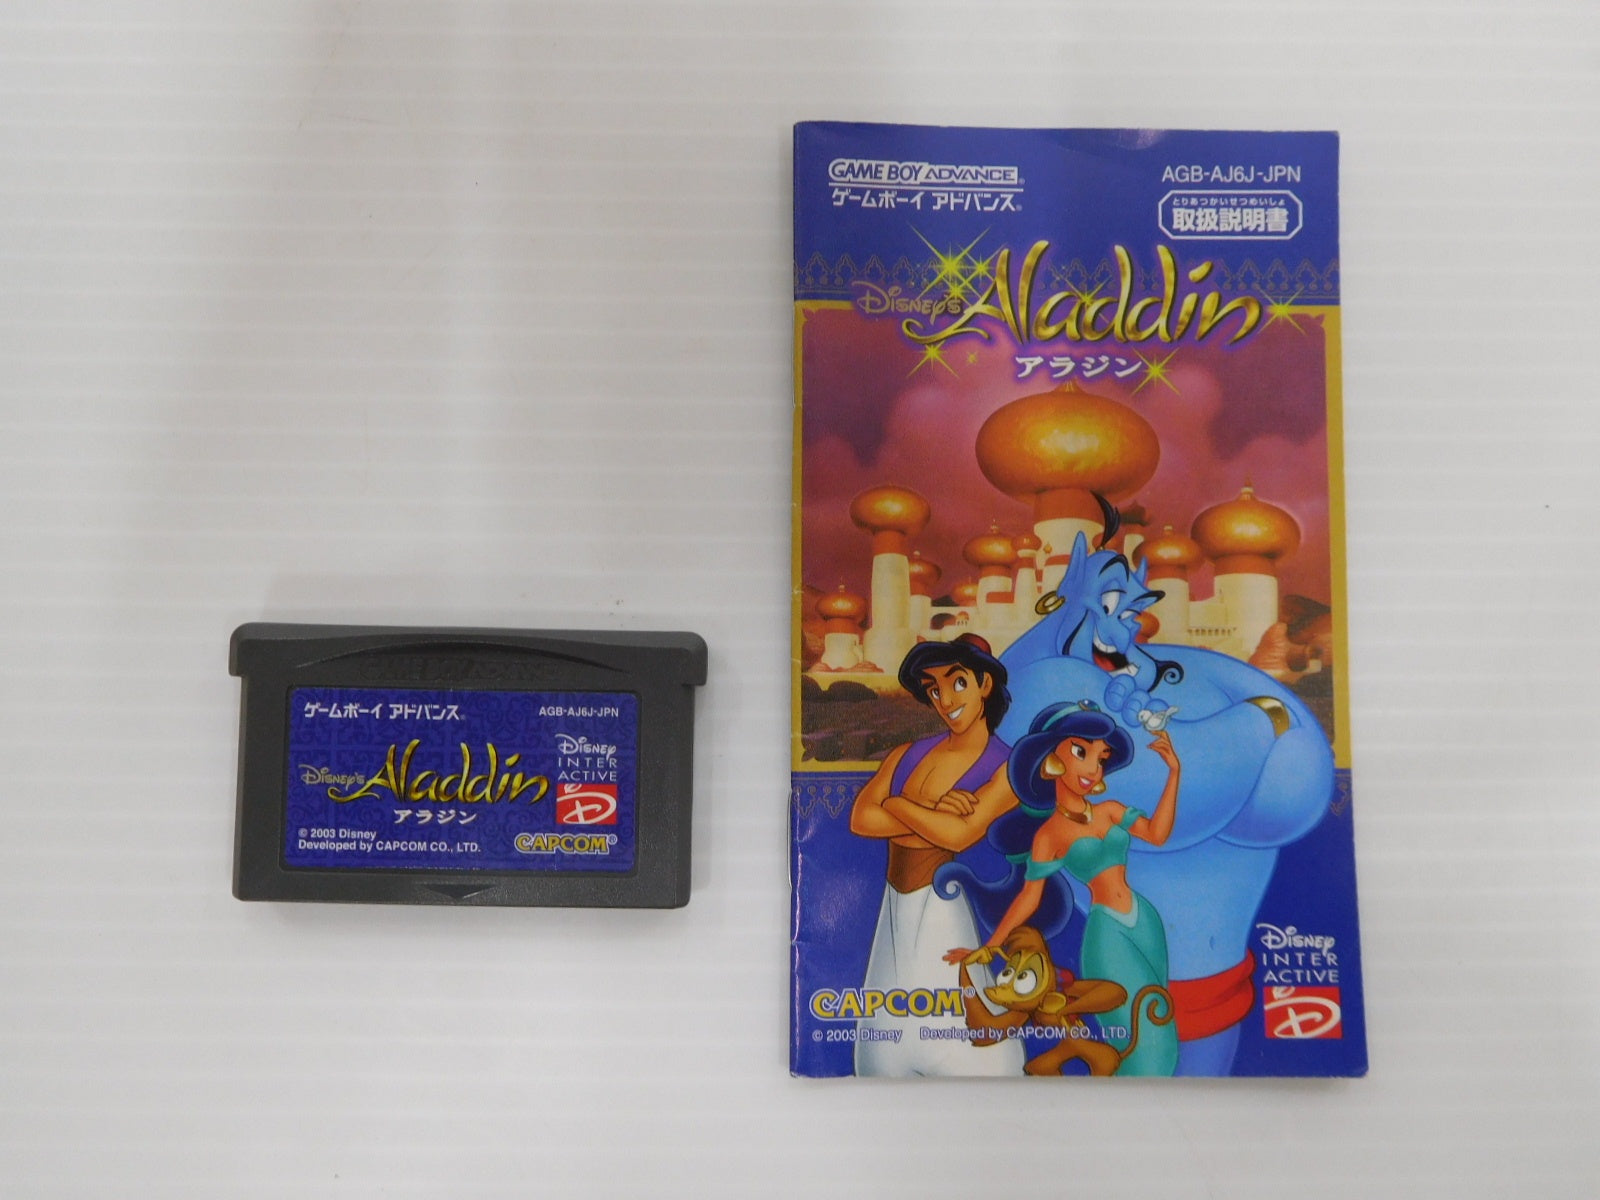 GAME BOY ADVANCE
ゲームボーイ アドバンス®
AGB-AJ6J-JPN
Disney's Aladdin
アラジン
Disney
INTER
ACTIVE
D
© 2003 Disney
Developed by CAPCOM CO., LTD.
CAPCOM®
GAME BOY ADVANCE®
ゲームボーイ アドバンス®
AGB-AJ6J-JPN
とりあつかいせつめいしょ
取扱説明書
Disney's Aladdin
アラジン
Disney
INTER
ACTIVE
D
CAPCOM®
© 2003 Disney Developed by CAPCOM CO., LTD.